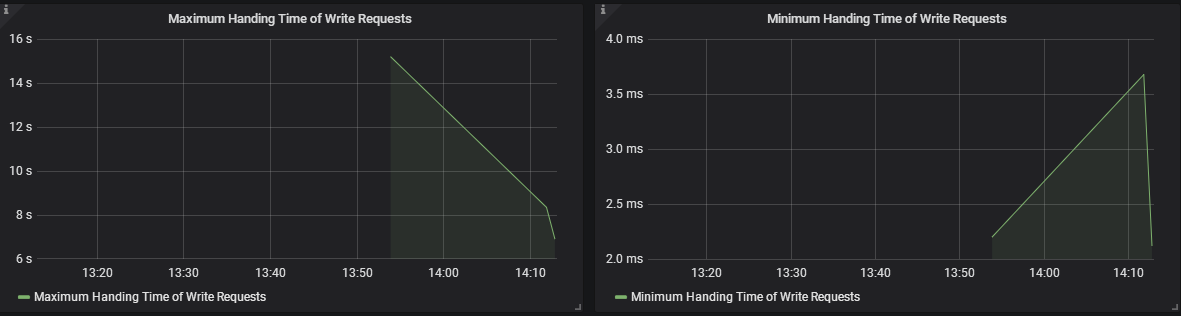 Maximum Handing Time of Write Requests
16 s
14 s
12 s
10 s
8 s
6 s
13:20 13:30 13:40 13:50 14:00 14:10
Maximum Handing Time of Write Requests
Minimum Handing Time of Write Requests
4.0 ms
3.5 ms
3.0 ms
2.5 ms
2.0 ms
13:20 13:30 13:40 13:50 14:00 14:10
Minimum Handing Time of Write Requests